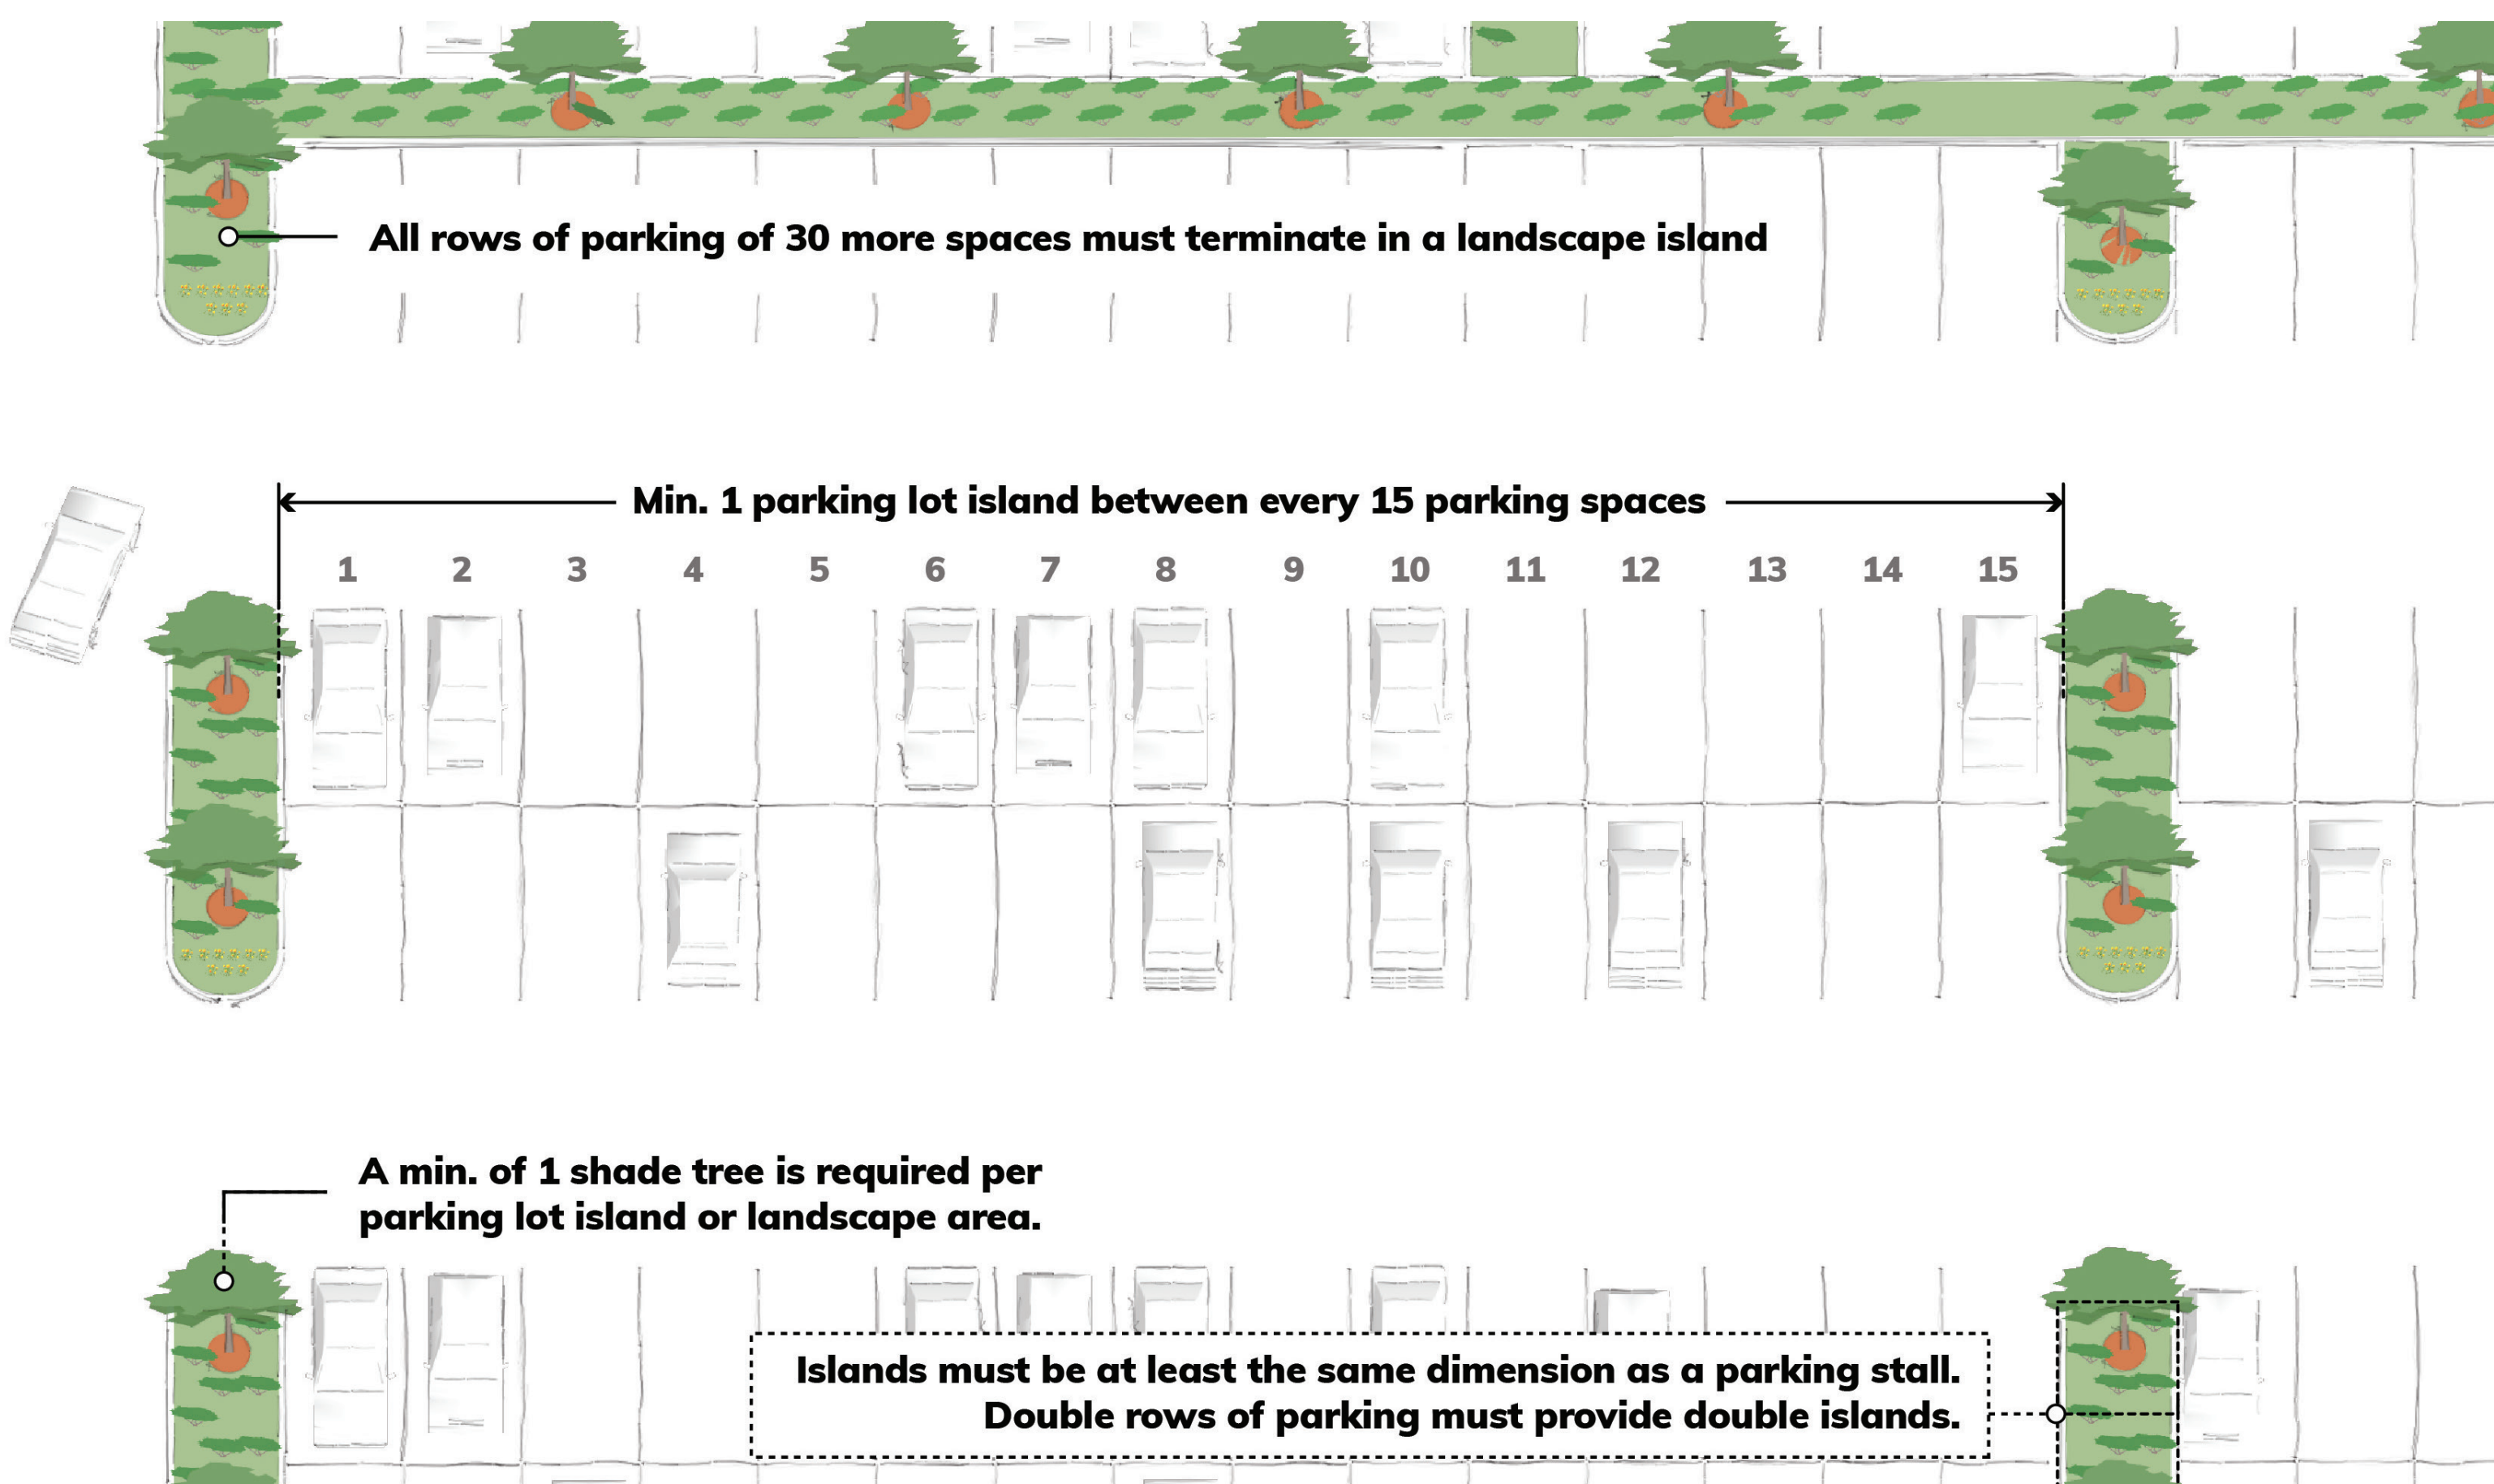 All rows of parking of 30 more spaces must terminate in a landscape island
Min. 1 parking lot island between every 15 parking spaces
1 2 3 4 5 6 7 8 9 10 11 12 13 14 15
A min. of 1 shade tree is required per
parking lot island or landscape area.
Islands must be at least the same dimension as a parking stall.
Double rows of parking must provide double islands.